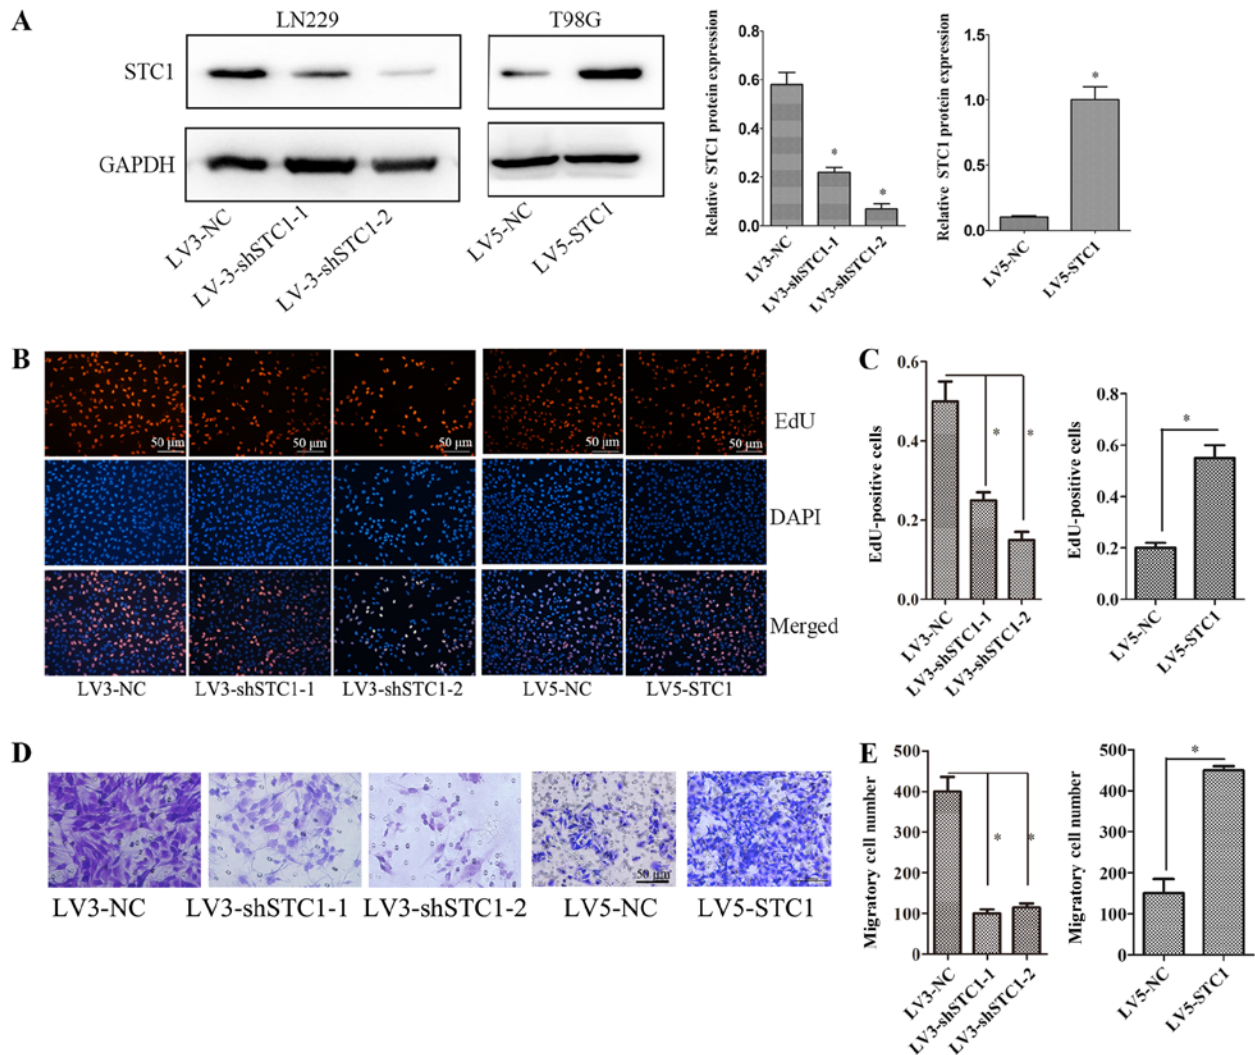 A
LN229
T98G
STC1
GAPDH
LV3-NC
LV-3-shSTC1-1
LV-3-shSTC1-2
LV5-NC
LV5-STC1
Relative STC1 protein expression
0.8
0.6
0.4
0.2
0.0
*
*
LV3-NC
LV3-shSTC1-1
LV3-shSTC1-2
Relative STC1 protein expression
1.5
1.0
0.5
0.0
*
LV5-NC
LV5-STC1
B
50 μm
50 μm
50 μm
50 μm
50 μm
EdU
DAPI
Merged
LV3-NC
LV3-shSTC1-1
LV3-shSTC1-2
LV5-NC
LV5-STC1
C
EdU-positive cells
0.6
0.4
0.2
0.0
*
*
LV3-NC
LV3-shSTC1-1
LV3-shSTC1-2
EdU-positive cells
0.8
0.6
0.4
0.2
0.0
*
LV5-NC
LV5-STC1
D
50 μm
LV3-NC
LV3-shSTC1-1
LV3-shSTC1-2
LV5-NC
LV5-STC1
E
Migratory cell number
500
400
300
200
100
0
*
*
LV3-NC
LV3-shSTC1-1
LV3-shSTC1-2
Migratory cell number
500
400
300
200
100
0
*
LV5-NC
LV5-STC1